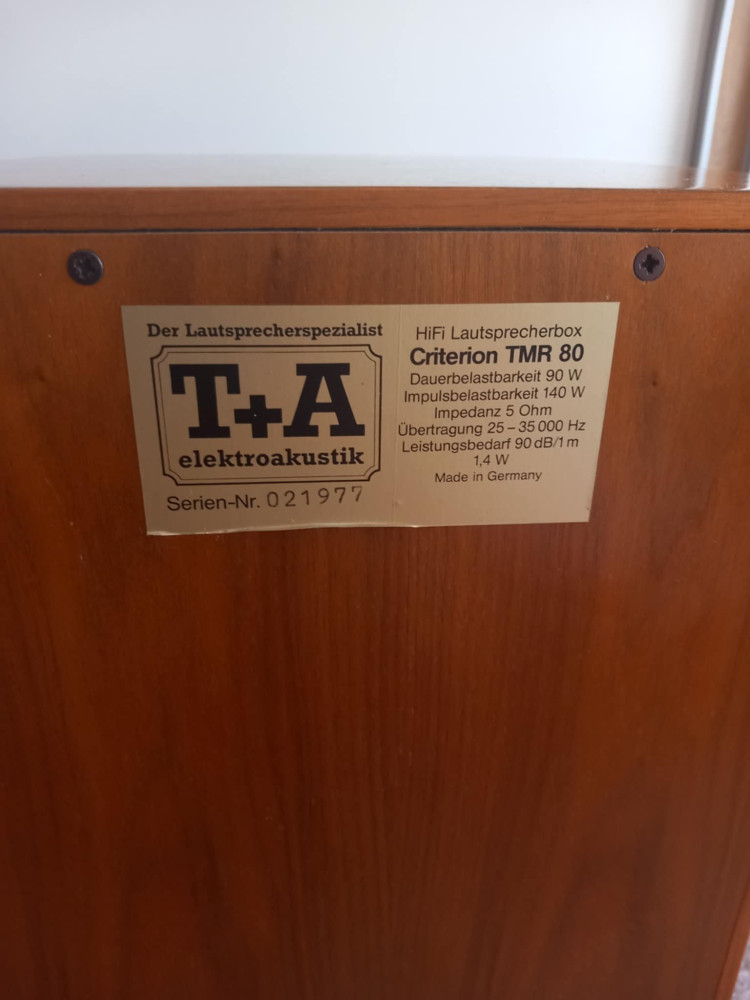 Der Lautsprecherspezialist
T+A
elektroakustik
Serien-Nr. 021977
HiFi Lautsprecherbox
Criterion TMR 80
Dauerbelastbarkeit 90 W
Impulsbelastbarkeit 140 W
Impedanz 5 Ohm
Übertragung 25 – 35 000 Hz
Leistungsbedarf 90 dB/1 m
1,4 W
Made in Germany